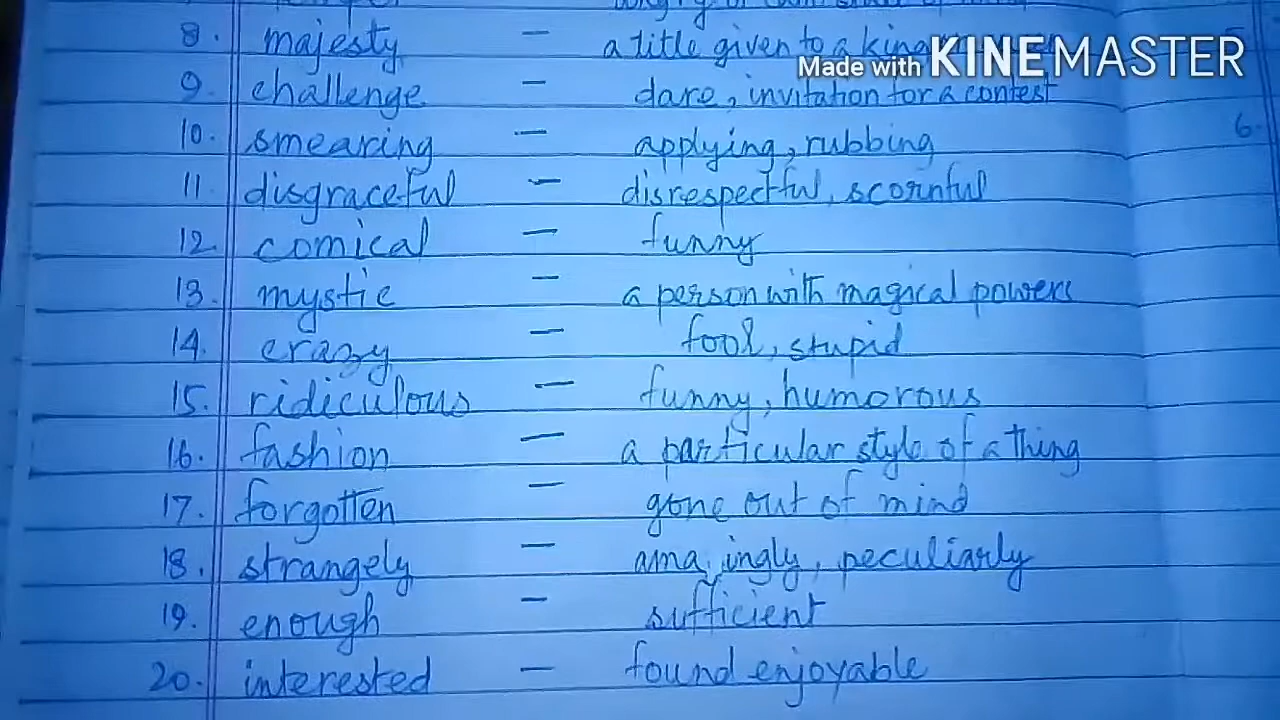 8. majesty - a title given to a king
Made with KINEMASTER
5
9. challenge - dare, invitation for a contest
10. smearing - applying, rubbing
6.
11. disgraceful - disrespectful, scornful
12. comical - funny
13. mystic - a person with magical powers
14. crazy - fool, stupid
15. ridiculous - funny, humorous
16. fashion - a particular style of a thing
17. forgotten - gone out of mind
18. strangely - amazingly, peculiarly
19. enough - sufficient
20. interested - found enjoyable